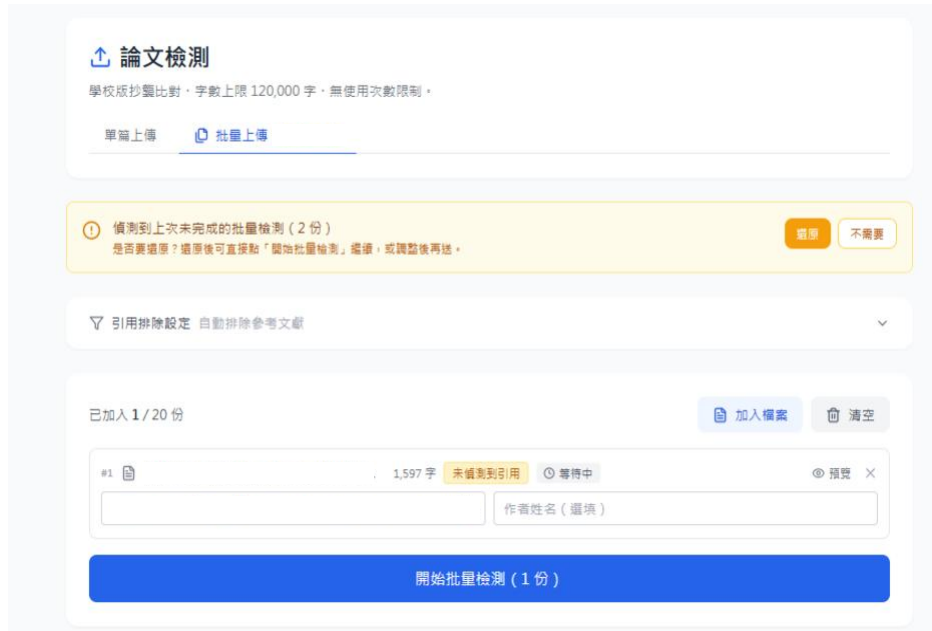 論文檢測
學校版抄襲比對・字數上限 120,000 字・無使用次數限制。
單篇上傳 批量上傳
偵測到上次未完成的批量檢測（2 份）
還原 不需要
是否要還原？還原後可直接點「開始批量檢測」繼續，或調整後再送。
引用排除設定 自動排除參考文獻
已加入 1 / 20 份 加入檔案 清空
#1 1,597 字 未偵測到引用 等待中 預覽
作者姓名（選填）
開始批量檢測（1 份）